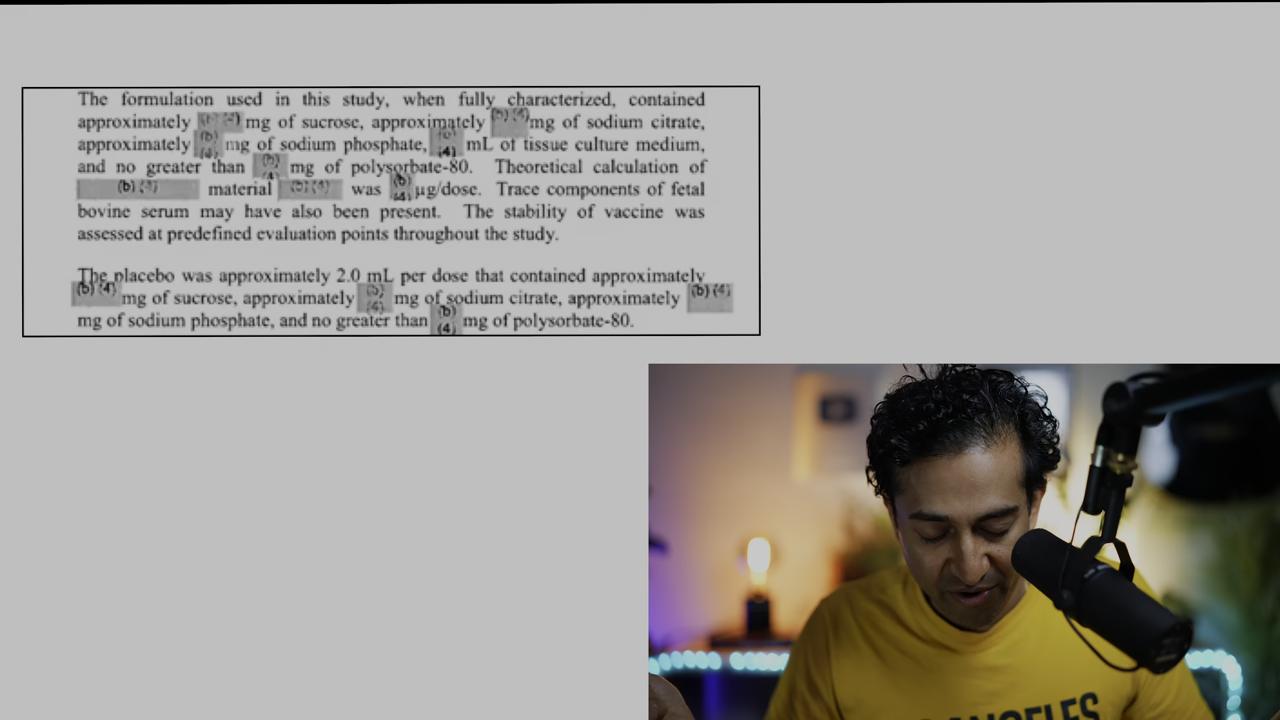 The formulation used in this study, when fully characterized, contained
approximately (b) (4) mg of sucrose, approximately (b) (4) mg of sodium citrate,
approximately (b) (4) mg of sodium phosphate, (b) (4) mL of tissue culture medium,
and no greater than (b) (4) mg of polysorbate-80. Theoretical calculation of
(b) (4) material (b) (4) was (b) (4) µg/dose. Trace components of fetal
bovine serum may have also been present. The stability of vaccine was
assessed at predefined evaluation points throughout the study.
The placebo was approximately 2.0 mL per dose that contained approximately
(b) (4) mg of sucrose, approximately (b) (4) mg of sodium citrate, approximately (b) (4)
mg of sodium phosphate, and no greater than (b) (4) mg of polysorbate-80.